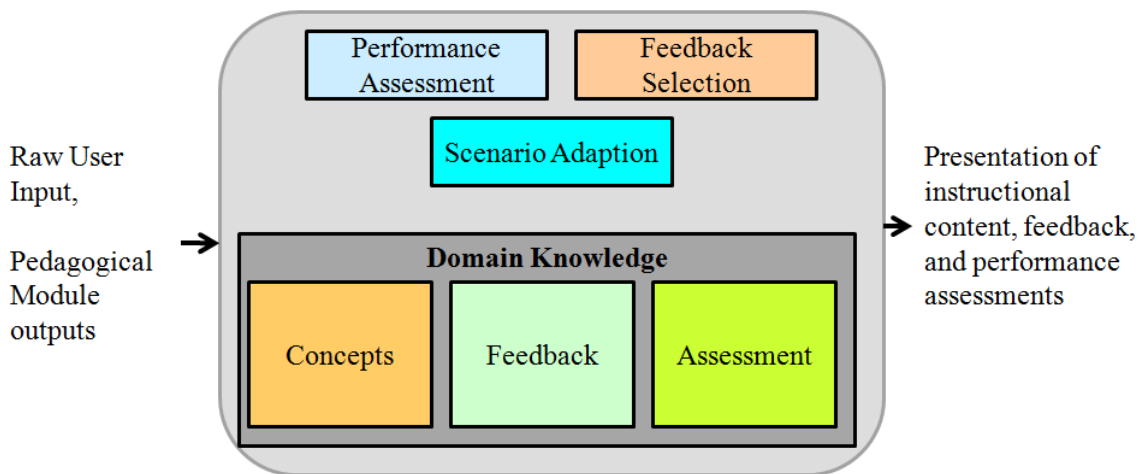 Performance
Assessment
Feedback
Selection
Scenario Adaption
Raw User
Input,
Pedagogical
Module
outputs
Domain Knowledge
Concepts
Feedback
Assessment
Presentation of
instructional
content, feedback,
and performance
assessments